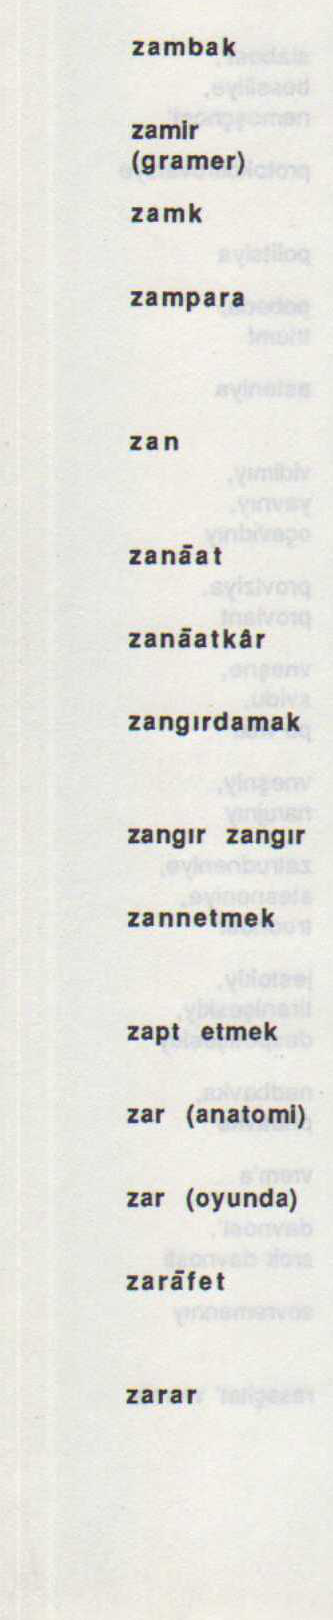 zambak
zamir
(gramer)
zamk
zampara
zan
zanāat
zanāatkâr
zangırdamak
zangır zangır
zannetmek
zapt etmek
zar (anatomi)
zar (oyunda)
zarāfet
zarar